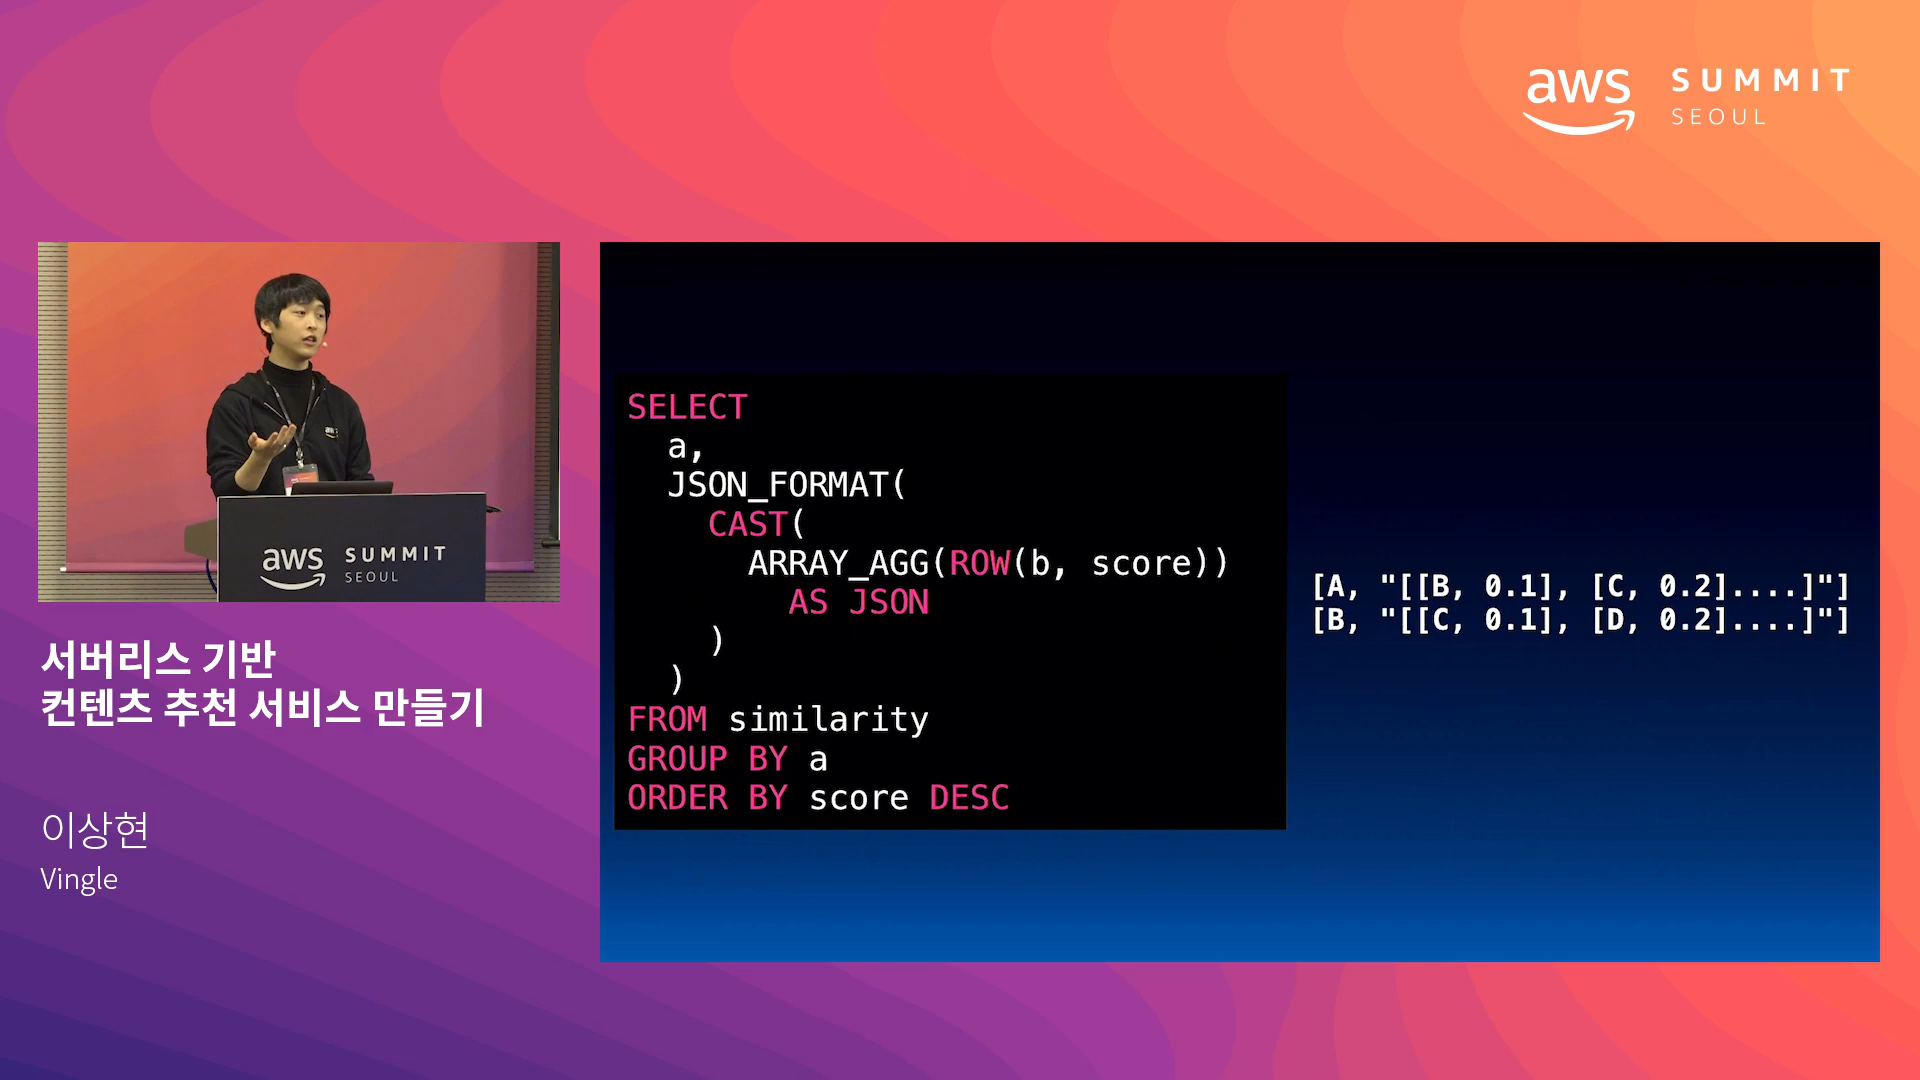 aws SUMMIT
SEOUL
aws SUMMIT
SEOUL
서버리스 기반
컨텐츠 추천 서비스 만들기
이상현
Vingle
SELECT
a,
JSON_FORMAT(
CAST(
ARRAY_AGG(ROW(b, score))
AS JSON
)
)
FROM similarity
GROUP BY a
ORDER BY score DESC
[A, "[[B, 0.1], [C, 0.2]....]"]
[B, "[[C, 0.1], [D, 0.2]....]"]